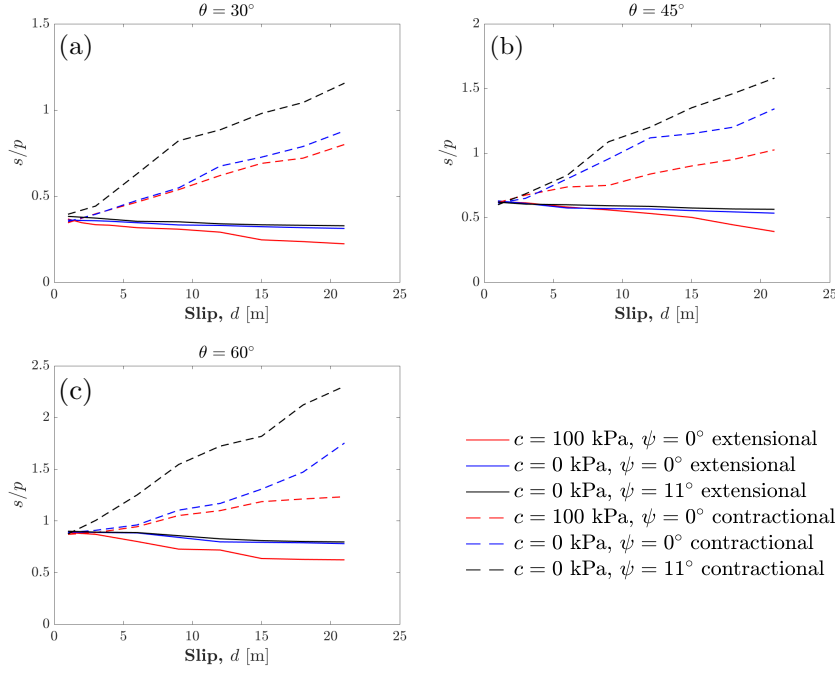 θ = 30°
(a)
1.5
1
0.5
0
s/p
0 5 10 15 20 25
Slip, d [m]
θ = 45°
(b)
2
1.5
1
0.5
0
s/p
0 5 10 15 20 25
Slip, d [m]
θ = 60°
(c)
2.5
2
1.5
1
0.5
0
s/p
0 5 10 15 20 25
Slip, d [m]
c = 100 kPa, ψ = 0° extensional
c = 0 kPa, ψ = 0° extensional
c = 0 kPa, ψ = 11° extensional
c = 100 kPa, ψ = 0° contractional
c = 0 kPa, ψ = 0° contractional
c = 0 kPa, ψ = 11° contractional